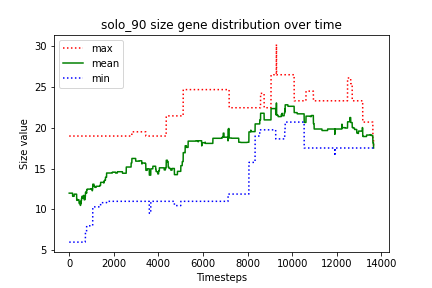 solo_90 size gene distribution over time
max
mean
min
Size value
30
25
20
15
10
5
0 2000 4000 6000 8000 10000 12000 14000
Timesteps